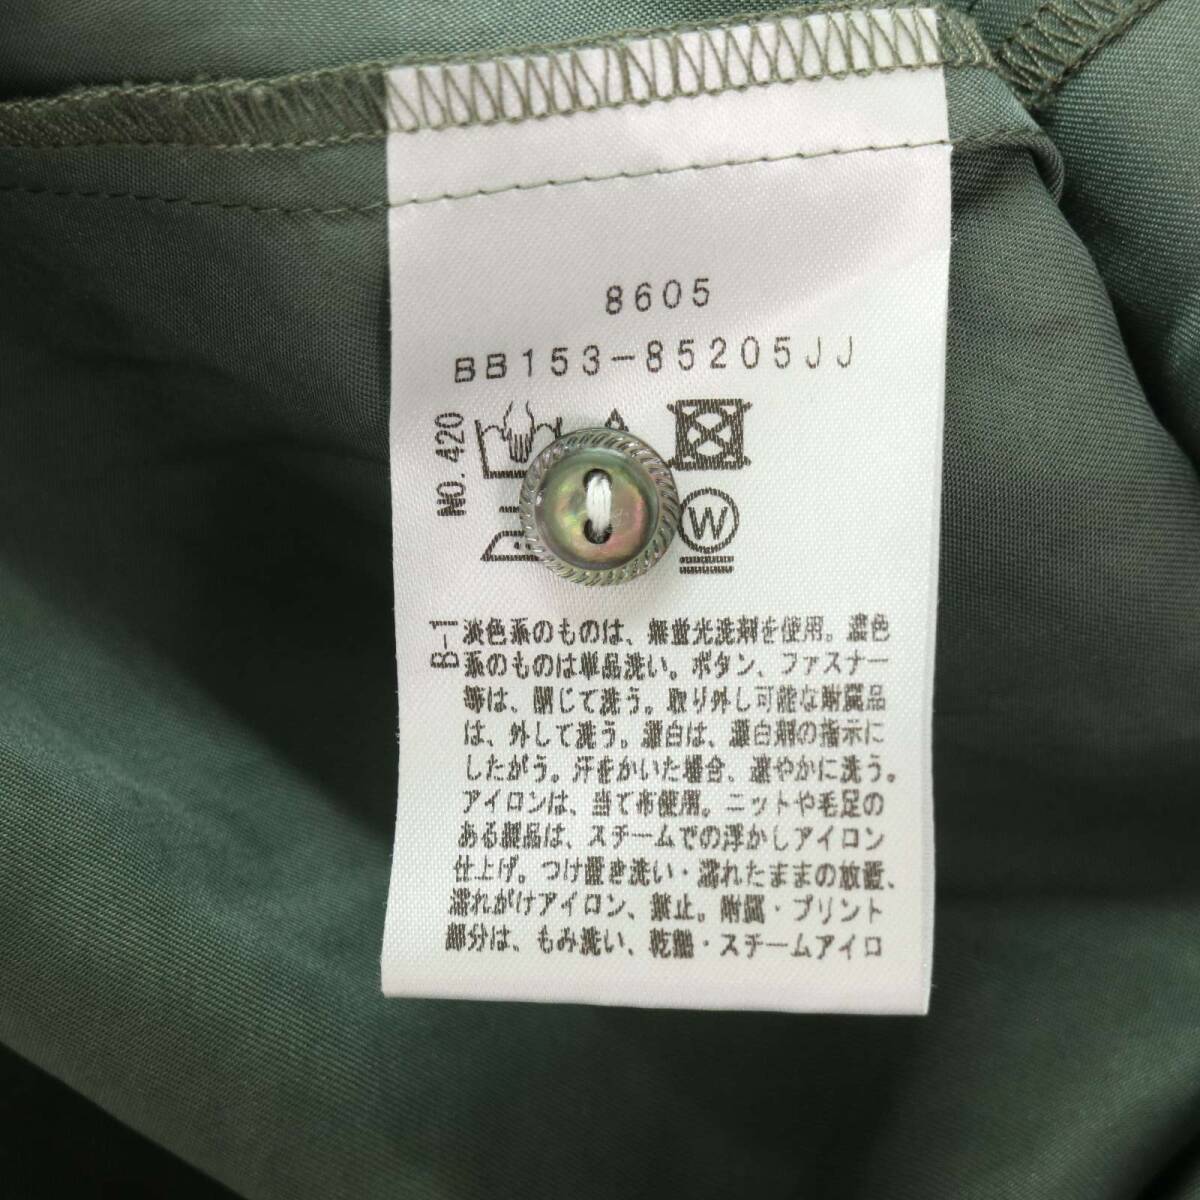 8605
BB153-85205JJ
NO.420
W
B-1
淡色系のものは、無蛍光洗剤を使用。濃色
系のものは単品洗い。ボタン、ファスナー
等は、閉じて洗う。取り外し可能な附属品
は、外して洗う。漂白は、漂白剤の指示に
したがう。汗をかいた場合、速やかに洗う。
アイロンは、当て布使用。ニットや毛足の
ある製品は、スチームでの浮かしアイロン
仕上げ。つけ置き洗い・濡れたままの放置、
濡れがけアイロン、禁止。附属・プリント
部分は、もみ洗い、乾燥・スチームアイロ